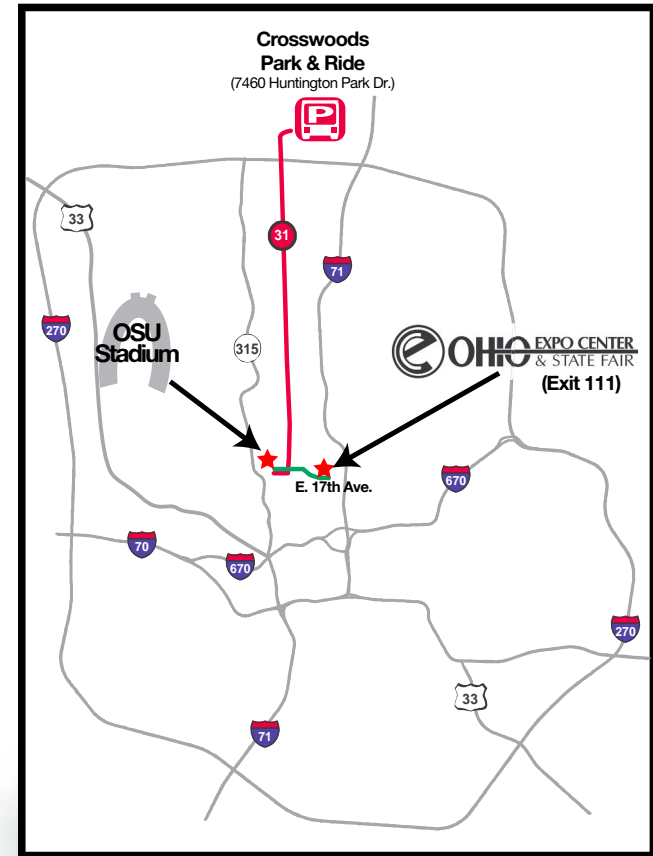 Crosswoods
Park & Ride
(7460 Huntington Park Dr.)
P
33
31
71
270
OSU
Stadium
315
e OHIO EXPO CENTER
& STATE FAIR
(Exit 111)
E. 17th Ave.
670
70
670
270
33
71